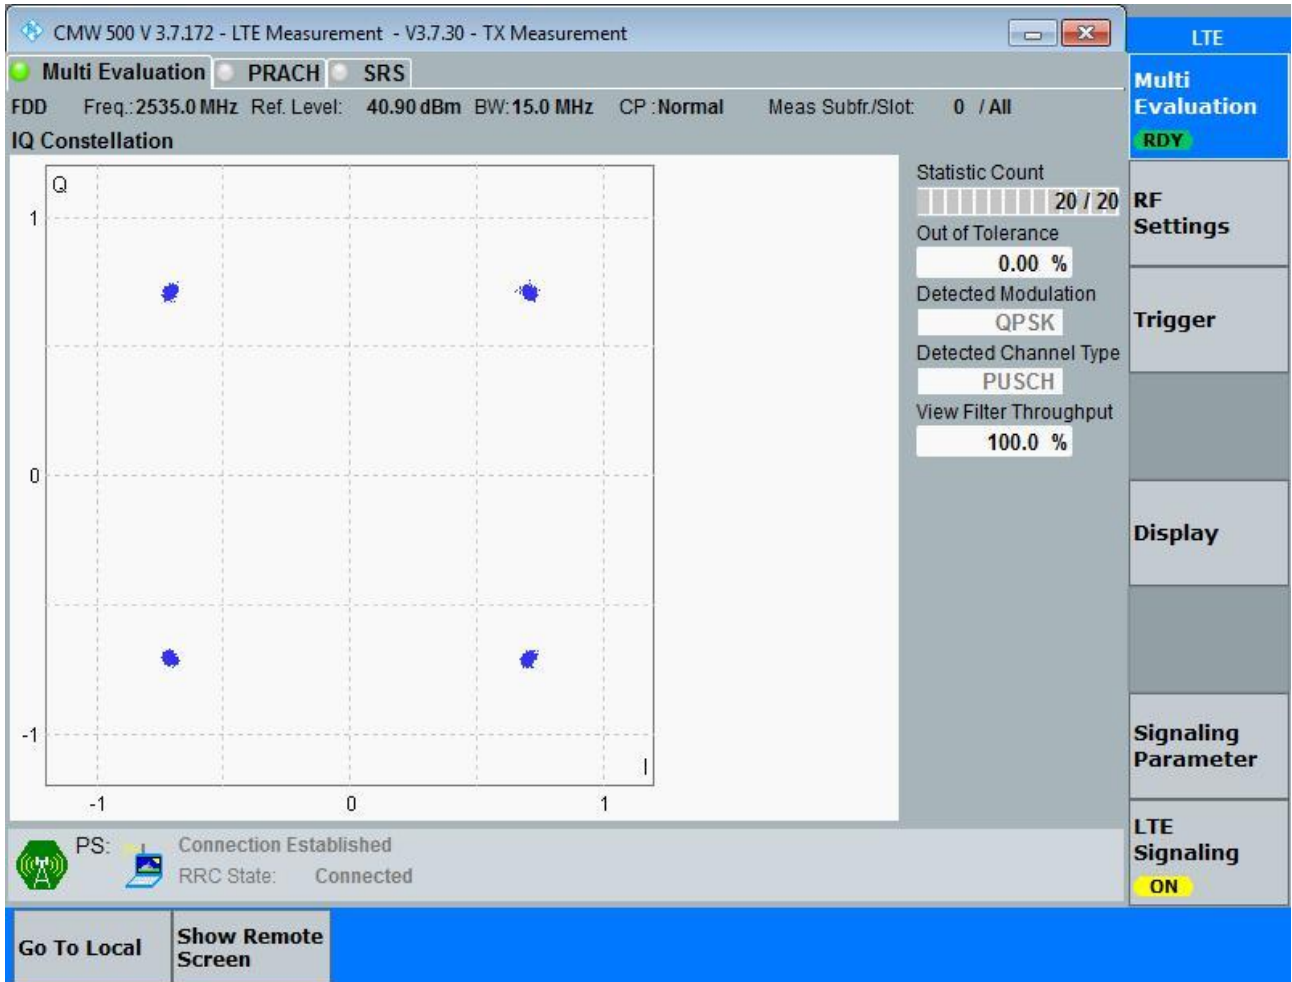 CMW 500 V 3.7.172 - LTE Measurement - V3.7.30 - TX Measurement
LTE
Multi Evaluation PRACH SRS
FDD Freq.: 2535.0 MHz Ref. Level: 40.90 dBm BW: 15.0 MHz CP : Normal Meas Subfr./Slot: 0 / All
IQ Constellation
Q
1
0
-1
I
-1 0 1
Statistic Count
20 / 20
Out of Tolerance
0.00 %
Detected Modulation
QPSK
Detected Channel Type
PUSCH
View Filter Throughput
100.0 %
Multi
Evaluation
RDY
RF
Settings
Trigger
Display
Signaling
Parameter
LTE
Signaling
ON
PS: Connection Established
RRC State: Connected
Go To Local
Show Remote
Screen